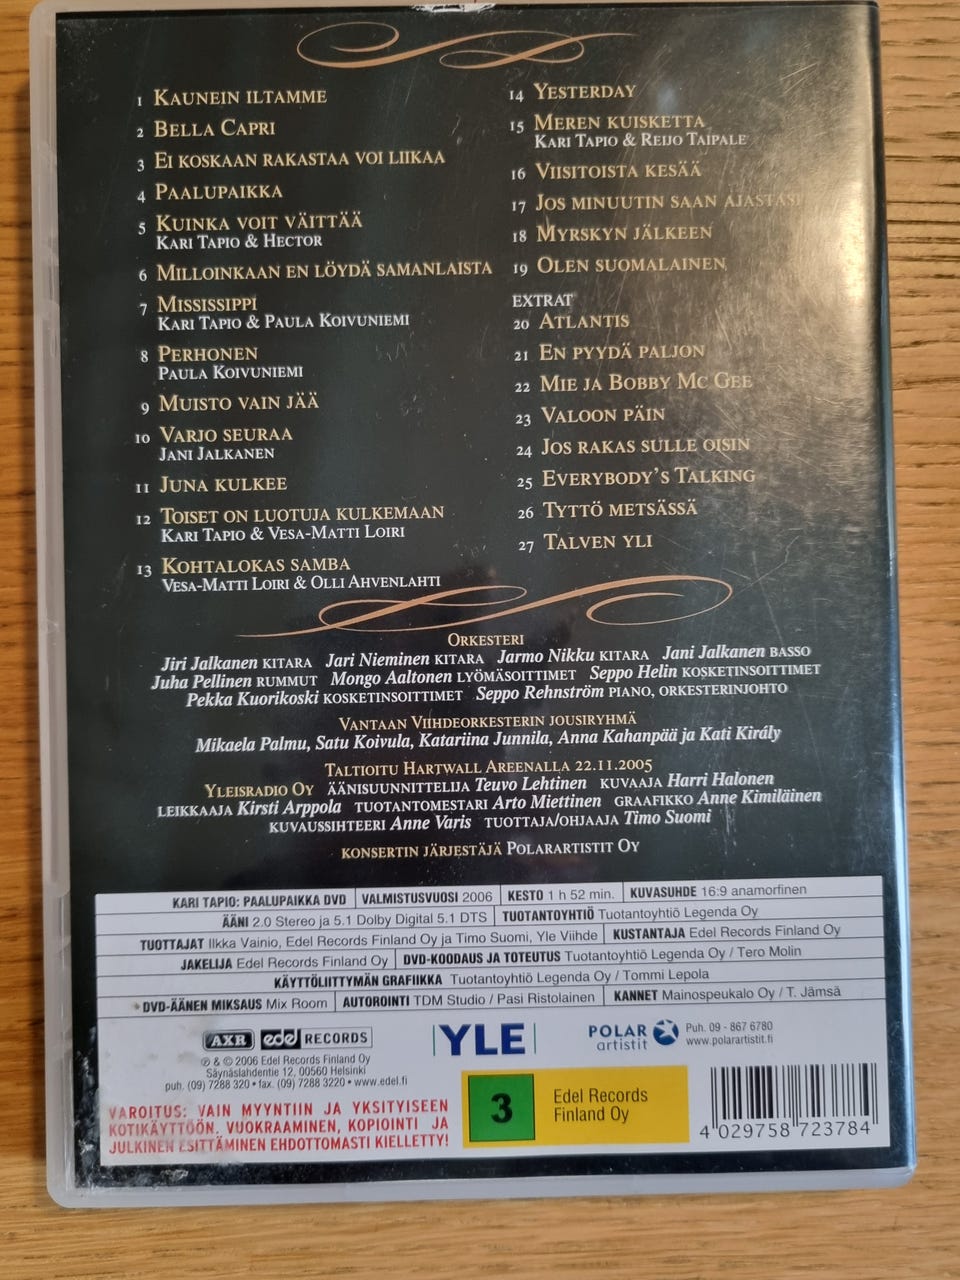 1 KAUNEIN ILTAMME
2 BELLA CAPRI
3 EI KOSKAAN RAKASTAA VOI LIIKAA
4 PAALUPAIKKA
5 KUINKA VOIT VÄITTÄÄ
KARI TAPIO & HECTOR
6 MILLOINKAAN EN LÖYDÄ SAMANLAISTA
7 MISSISSIPPI
KARI TAPIO & PAULA KOIVUNIEMI
8 PERHONEN
PAULA KOIVUNIEMI
9 MUISTO VAIN JÄÄ
10 VARJO SEURAA
JANI JALKANEN
11 JUNA KULKEE
12 TOISET ON LUOTUJA KULKEMAAN
KARI TAPIO & VESA-MATTI LOIRI
13 KOHTALOKAS SAMBA
VESA-MATTI LOIRI & OLLI AHVENLAHTI
14 YESTERDAY
15 MEREN KUISKETTA
KARI TAPIO & REIJO TAIPALE
16 VIISITOISTA KESÄÄ
17 JOS MINUUTIN SAAN AJASTASI
18 MYRSKYN JÄLKEEN
19 OLEN SUOMALAINEN
EXTRAT
20 ATLANTIS
21 EN PYYDÄ PALJON
22 MIE JA BOBBY MC GEE
23 VALOON PÄIN
24 JOS RAKAS SULLE OISIN
25 EVERYBODY'S TALKING
26 TYTTÖ METSÄSSÄ
27 TALVEN YLI
ORKESTERI
Jiri Jalkanen KITARA Jari Nieminen KITARA Jarmo Nikku KITARA Jani Jalkanen BASSO
Juha Pellinen RUMMUT Mongo Aaltonen LYÖMÄSOITTIMET Seppo Helin KOSKETINSOITTIMET
Pekka Kuorikoski KOSKETINSOITTIMET Seppo Rehnström PIANO, ORKESTERINJOHTO
VANTAAN VIIHDEORKESTERIN JOUSIRYHMÄ
Mikaela Palmu, Satu Koivula, Katariina Junnila, Anna Kahanpää ja Kati Király
TALTIOITU HARTWALL AREENALLA 22.11.2005
YLEISRADIO OY ÄÄNISUUNNITTELIJA Teuvo Lehtinen KUVAAJA Harri Halonen
LEIKKAAJA Kirsti Arppola TUOTANTOMESTARI Arto Miettinen GRAAFIKKO Anne Kimiläinen
KUVAUSSIHTEERI Anne Varis TUOTTAJA/OHJAAJA Timo Suomi
KONSERTIN JÄRJESTÄJÄ POLARARTISTIT OY
KARI TAPIO: PAALUPAIKKA DVD VALMISTUSVUOSI 2006 KESTO 1 h 52 min. KUVASUHDE 16:9 anamorfinen
ÄÄNI 2.0 Stereo ja 5.1 Dolby Digital 5.1 DTS TUOTANTOYHTIÖ Tuotantoyhtiö Legenda Oy
TUOTTAJAT Ilkka Vainio, Edel Records Finland Oy ja Timo Suomi, Yle Viihde KUSTANTAJA Edel Records Finland Oy
JAKELIJA Edel Records Finland Oy DVD-KOODAUS JA TOTEUTUS Tuotantoyhtiö Legenda Oy / Tero Molin
KÄYTTÖLIITTYMÄN GRAFIIKKA Tuotantoyhtiö Legenda Oy / Tommi Lepola
DVD-ÄÄNEN MIKSAUS Mix Room AUTOROINTI TDM Studio / Pasi Ristolainen KANNET Mainospeukalo Oy / T. Jämsä
AXR edel RECORDS
℗ & © 2006 Edel Records Finland Oy
Säynäslahdentie 12, 00560 Helsinki
puh. (09) 7288 320 • fax. (09) 7288 3220 • www.edel.fi
YLE
POLAR artistit
Puh. 09 - 867 6780
www.polarartistit.fi
VAROITUS: VAIN MYYNTIIN JA YKSITYISEEN
KOTIKÄYTTÖÖN. VUOKRAAMINEN, KOPIOINTI JA
JULKINEN ESITTÄMINEN EHDOTTOMASTI KIELLETTY!
3
Edel Records
Finland Oy
4 029758 723784